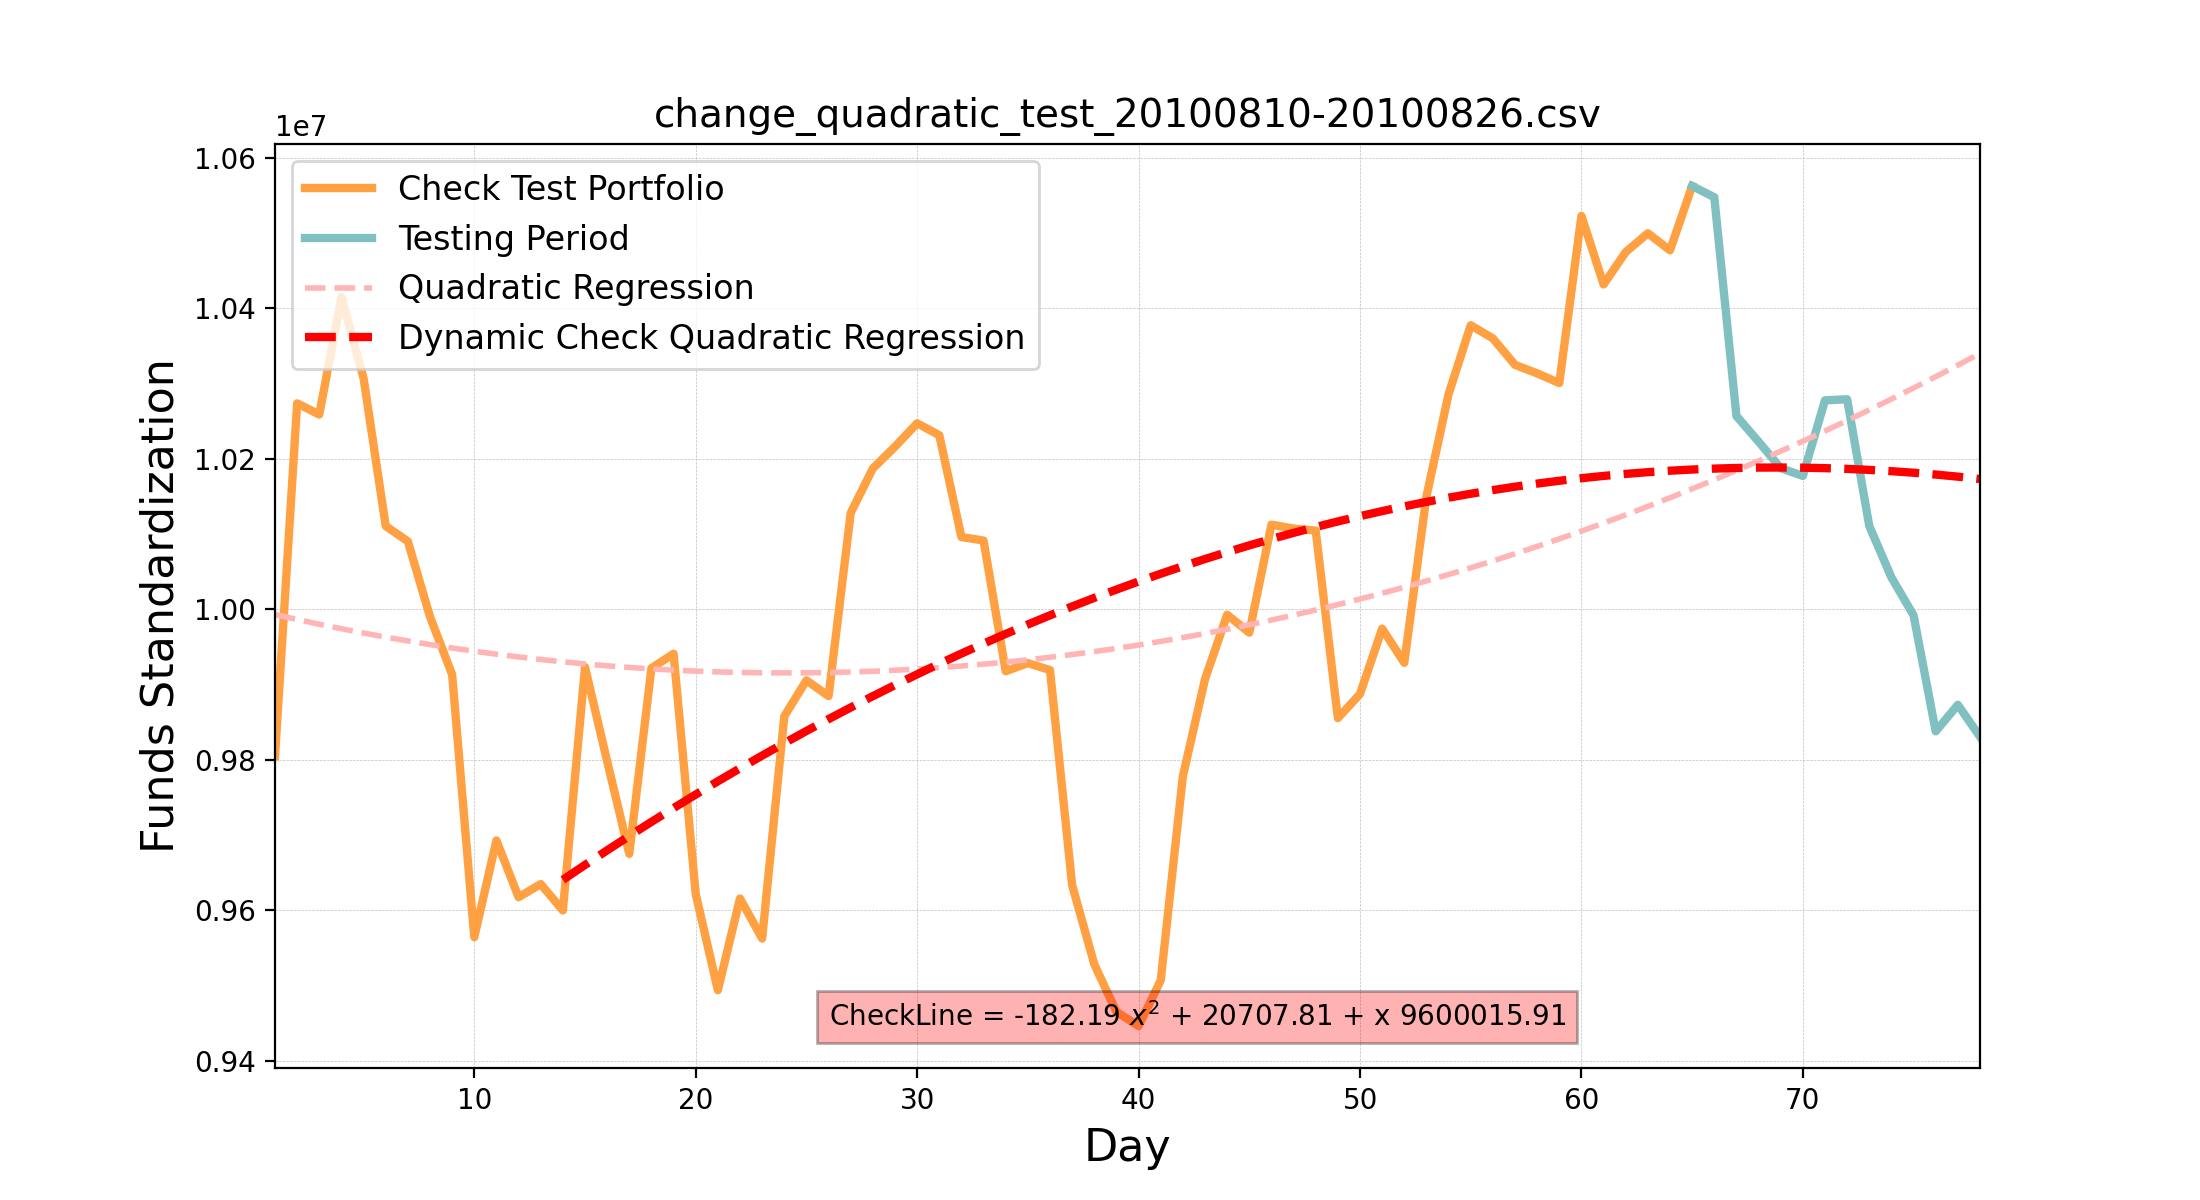 change_quadratic_test_20100810-20100826.csv
1e7
1.06
1.04
1.02
1.00
0.98
0.96
0.94
Funds Standardization
Check Test Portfolio
Testing Period
Quadratic Regression
Dynamic Check Quadratic Regression
CheckLine = -182.19 x² + 20707.81 + x 9600015.91
10 20 30 40 50 60 70
Day